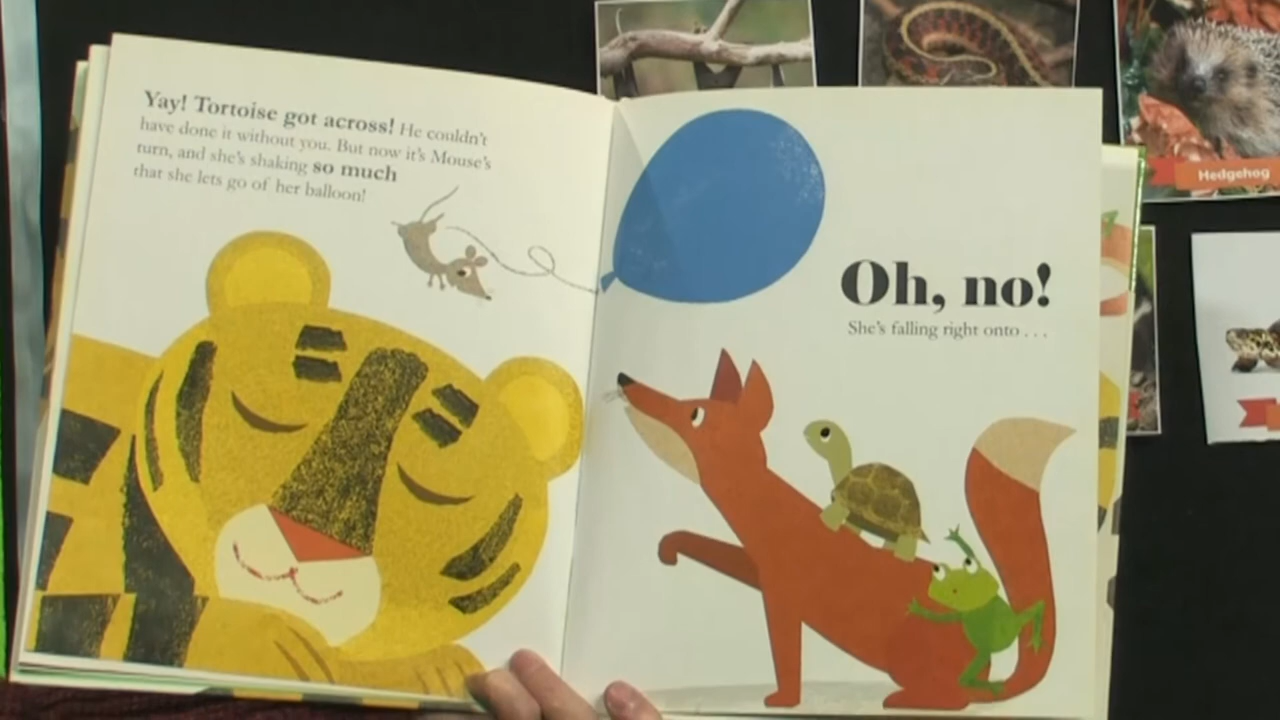 Yay! Tortoise got across! He couldn't
have done it without you. But now it's Mouse's
turn, and she's shaking so much
that she lets go of her balloon!
Oh, no!
She's falling right onto . . .
Hedgehog